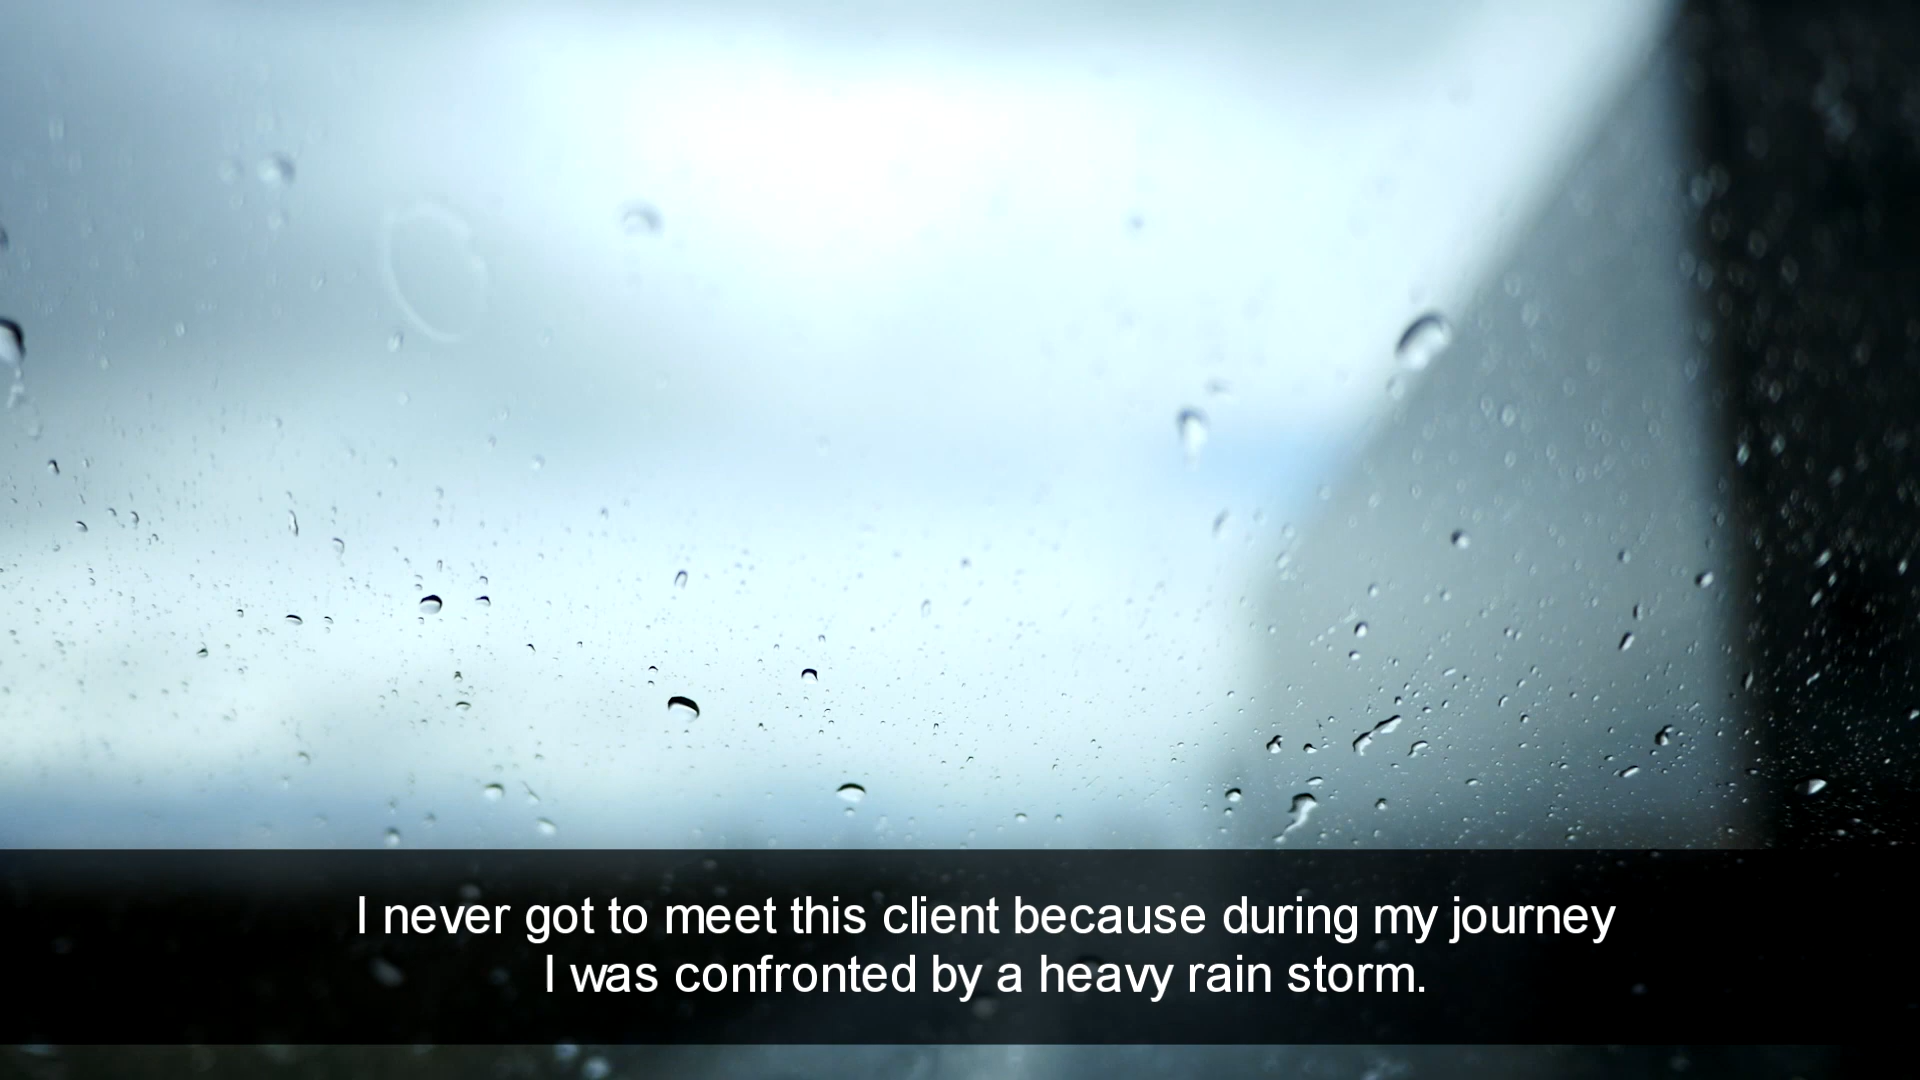 I never got to meet this client because during my journey
I was confronted by a heavy rain storm.